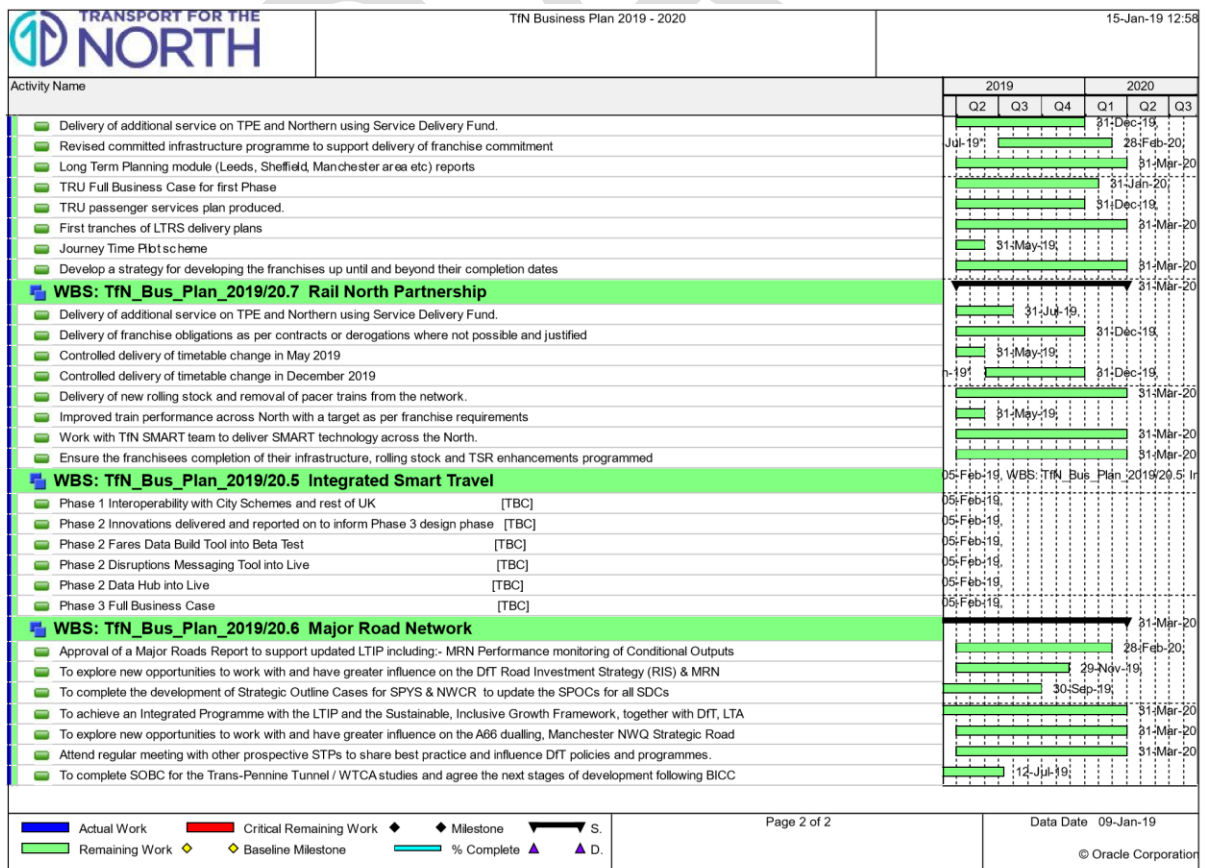 TRANSPORT FOR THE
NORTH
TfN Business Plan 2019 - 2020
15-Jan-19 12:58
Activity Name
2019 2020
Q2 Q3 Q4 Q1 Q2 Q3
Delivery of additional service on TPE and Northern using Service Delivery Fund. 31-Dec-19,
Revised committed infrastructure programme to support delivery of franchise commitment Jul-19* 28-Feb-20,
Long Term Planning module (Leeds, Sheffield, Manchester area etc) reports 31-Mar-20
TRU Full Business Case for first Phase 31-Jan-20,
TRU passenger services plan produced. 31-Dec-19,
First tranches of LTRS delivery plans 31-Mar-20
Journey Time Pilot scheme 31-May-19,
Develop a strategy for developing the franchises up until and beyond their completion dates 31-Mar-20
WBS: TfN_Bus_Plan_2019/20.7 Rail North Partnership 31-Mar-20
Delivery of additional service on TPE and Northern using Service Delivery Fund. 31-Jul-19,
Delivery of franchise obligations as per contracts or derogations where not possible and justified 31-Dec-19,
Controlled delivery of timetable change in May 2019 31-May-19,
Controlled delivery of timetable change in December 2019 n-19* 31-Dec-19,
Delivery of new rolling stock and removal of pacer trains from the network. 31-Mar-20
Improved train performance across North with a target as per franchise requirements 31-May-19,
Work with TfN SMART team to deliver SMART technology across the North. 31-Mar-20
Ensure the franchisees completion of their infrastructure, rolling stock and TSR enhancements programmed 31-Mar-20
WBS: TfN_Bus_Plan_2019/20.5 Integrated Smart Travel 05-Feb-19, WBS: TfN_Bus_Plan_2019/20.5 In
Phase 1 Interoperability with City Schemes and rest of UK [TBC] 05-Feb-19,
Phase 2 Innovations delivered and reported on to inform Phase 3 design phase [TBC] 05-Feb-19,
Phase 2 Fares Data Build Tool into Beta Test [TBC] 05-Feb-19,
Phase 2 Disruptions Messaging Tool into Live [TBC] 05-Feb-19,
Phase 2 Data Hub into Live [TBC] 05-Feb-19,
Phase 3 Full Business Case [TBC] 05-Feb-19,
WBS: TfN_Bus_Plan_2019/20.6 Major Road Network 31-Mar-20
Approval of a Major Roads Report to support updated LTIP including:- MRN Performance monitoring of Conditional Outputs 28-Feb-20,
To explore new opportunities to work with and have greater influence on the DfT Road Investment Strategy (RIS) & MRN 29-Nov-19,
To complete the development of Strategic Outline Cases for SPYS & NWCR to update the SPOCs for all SDCs 30-Sep-19,
To achieve an Integrated Programme with the LTIP and the Sustainable, Inclusive Growth Framework, together with DfT, LTA 31-Mar-20
To explore new opportunities to work with and have greater influence on the A66 dualling, Manchester NWQ Strategic Road 31-Mar-20
Attend regular meeting with other prospective STPs to share best practice and influence DfT policies and programmes. 31-Mar-20
To complete SOBC for the Trans-Pennine Tunnel / WTCA studies and agree the next stages of development following BICC 12-Jul-19,
Actual Work Critical Remaining Work Milestone S.
Remaining Work Baseline Milestone % Complete D.
Page 2 of 2
Data Date 09-Jan-19
© Oracle Corporation